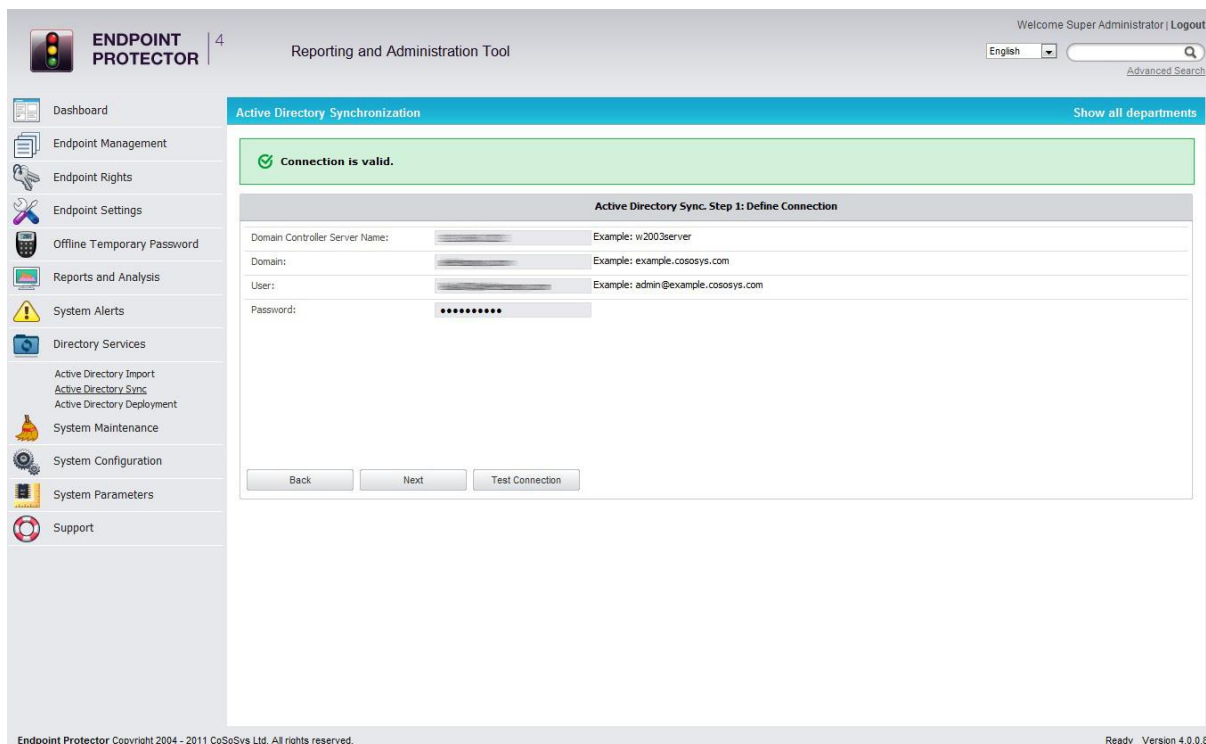 Welcome Super Administrator | Logout
ENDPOINT PROTECTOR 4
Reporting and Administration Tool
English
Advanced Search
Dashboard
Endpoint Management
Endpoint Rights
Endpoint Settings
Offline Temporary Password
Reports and Analysis
System Alerts
Directory Services
Active Directory Import
Active Directory Sync
Active Directory Deployment
System Maintenance
System Configuration
System Parameters
Support
Active Directory Synchronization
Show all departments
Connection is valid.
Active Directory Sync. Step 1: Define Connection
Domain Controller Server Name:
Example: w2003server
Domain:
Example: example.cososys.com
User:
Example: admin@example.cososys.com
Password:
••••••••••
Back
Next
Test Connection
Endpoint Protector Copyright 2004 - 2011 CoSoSys Ltd. All rights reserved.
Ready Version 4.0.0.8